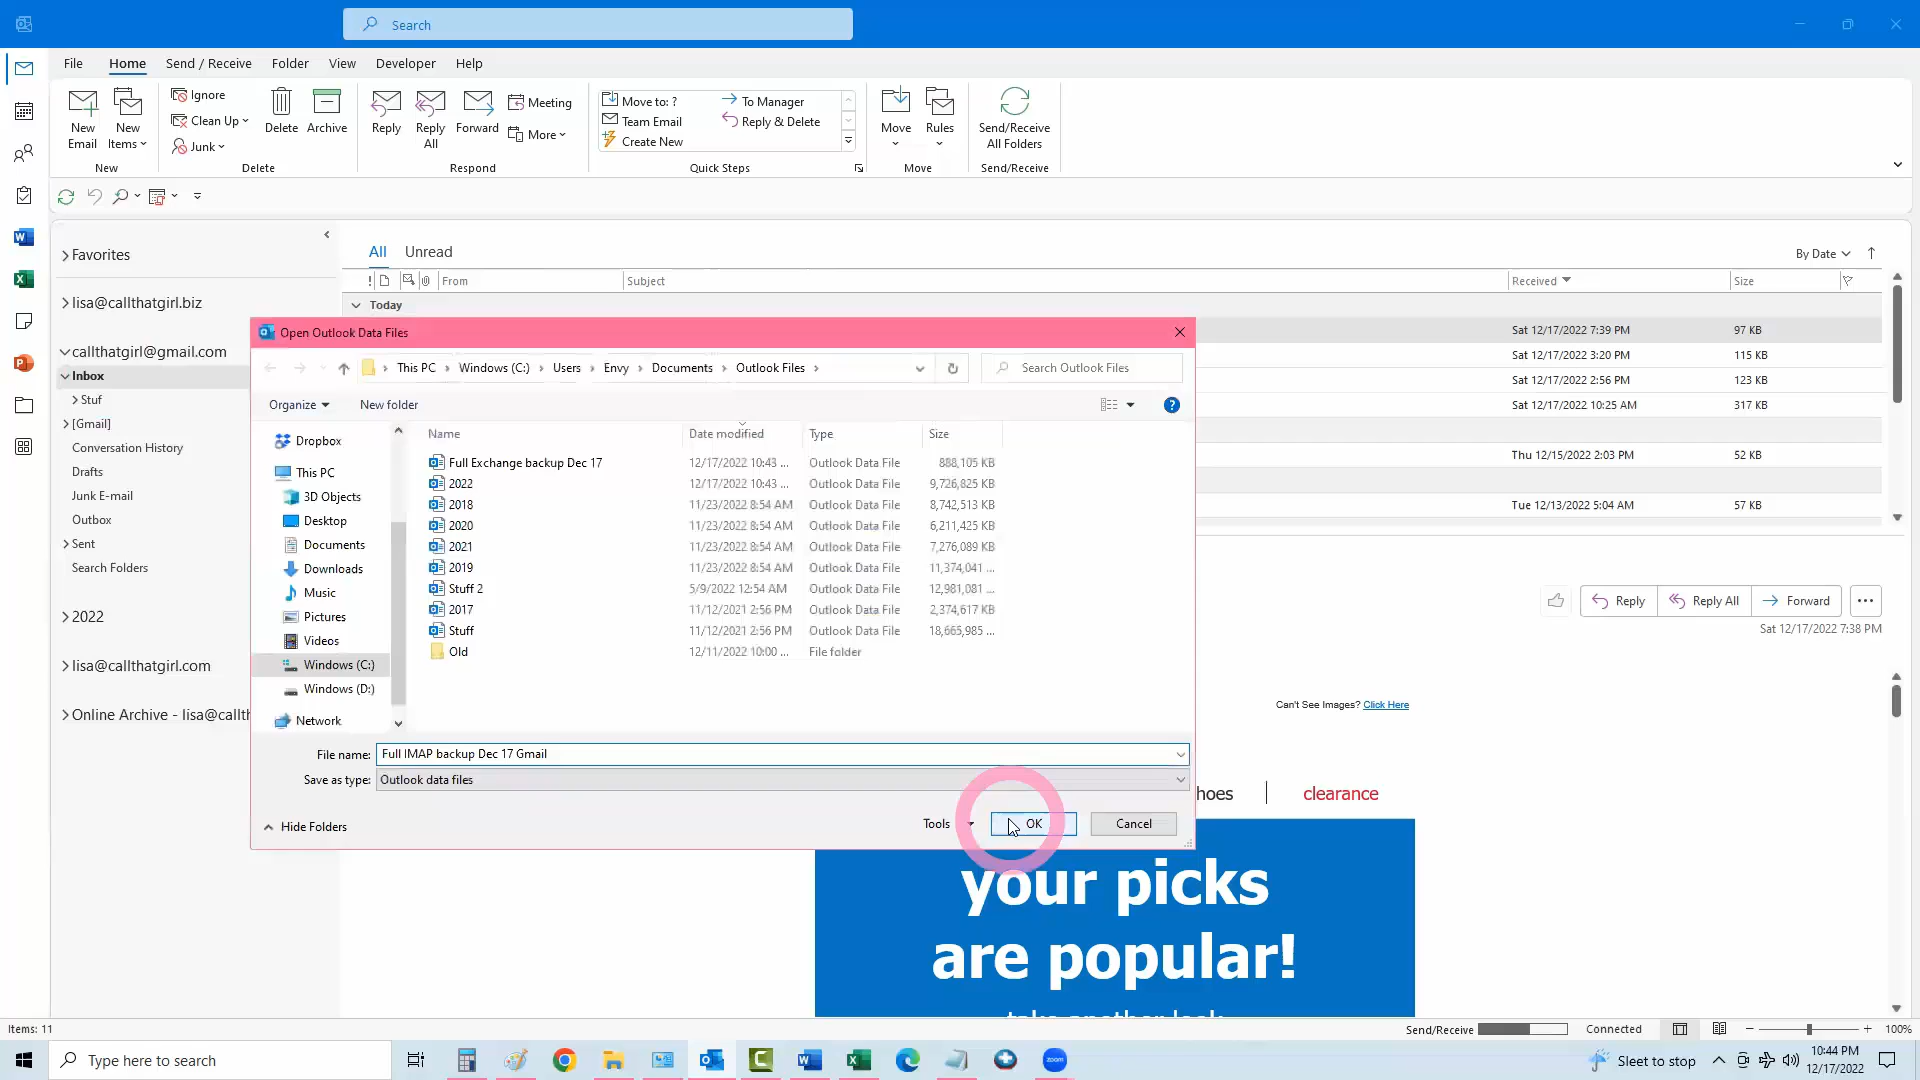 Search
File Home Send / Receive Folder View Developer Help
New Email
New Items
Ignore
Clean Up
Junk
Delete
Archive
Reply
Reply All
Forward
Meeting
More
Move to: ?
Team Email
Create New
To Manager
Reply & Delete
Move
Rules
Send/Receive All Folders
New
Delete
Respond
Quick Steps
Move
Send/Receive
Favorites
lisa@callthatgirl.biz
callthatgirl@gmail.com
Inbox
Stuf
[Gmail]
Conversation History
Drafts
Junk E-mail
Outbox
Sent
Search Folders
2022
lisa@callthatgirl.com
Online Archive - lisa@callt
All Unread
By Date
! From Subject Received Size
Today
Sat 12/17/2022 7:39 PM 97 KB
Sat 12/17/2022 3:20 PM 115 KB
Sat 12/17/2022 2:56 PM 123 KB
Sat 12/17/2022 10:25 AM 317 KB
Thu 12/15/2022 2:03 PM 52 KB
Tue 12/13/2022 5:04 AM 57 KB
Open Outlook Data Files
This PC › Windows (C:) › Users › Envy › Documents › Outlook Files ›
Search Outlook Files
Organize New folder
Dropbox
This PC
3D Objects
Desktop
Documents
Downloads
Music
Pictures
Videos
Windows (C:)
Windows (D:)
Network
Name Date modified Type Size
Full Exchange backup Dec 17 12/17/2022 10:43 ... Outlook Data File 888,105 KB
2022 12/17/2022 10:43 ... Outlook Data File 9,726,825 KB
2018 11/23/2022 8:54 AM Outlook Data File 8,742,513 KB
2020 11/23/2022 8:54 AM Outlook Data File 6,211,425 KB
2021 11/23/2022 8:54 AM Outlook Data File 7,276,089 KB
2019 11/23/2022 8:54 AM Outlook Data File 11,374,041 ...
Stuff 2 5/9/2022 12:54 AM Outlook Data File 12,981,081 ...
2017 11/12/2021 2:56 PM Outlook Data File 2,374,617 KB
Stuff 11/12/2021 2:56 PM Outlook Data File 18,665,985 ...
Old 12/11/2022 10:00 ... File folder
File name: Full IMAP backup Dec 17 Gmail
Save as type: Outlook data files
Hide Folders
Tools OK Cancel
Reply Reply All Forward
Sat 12/17/2022 7:38 PM
Can't See Images? Click Here
hoes | clearance
your picks
are popular!
take another look
Items: 11
Send/Receive Connected 100%
Type here to search
zoom
Sleet to stop
10:44 PM
12/17/2022